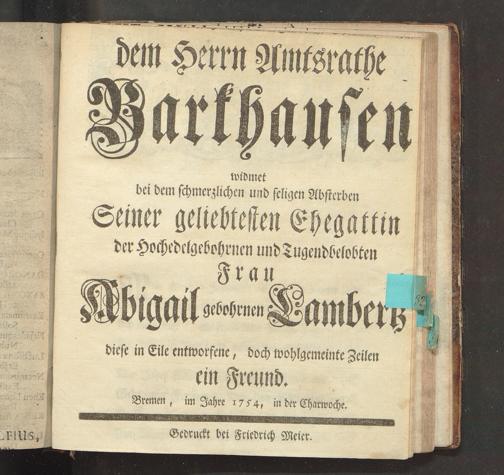 dem Herrn Amtsrathe
Barkhausen
widmet
bei dem schmerzlichen und seligen Absterben
Seiner geliebtesten Ehegattin
der Hochedelgebohrnen und Tugendbelobten
Frau
Abigail gebohrnen Lambertz
diese in Eile entworfene, doch wohlgemeinte Zeilen
ein Freund.
Bremen, im Jahre 1754, in der Charwoche.
Gedruckt bei Friedrich Meier.